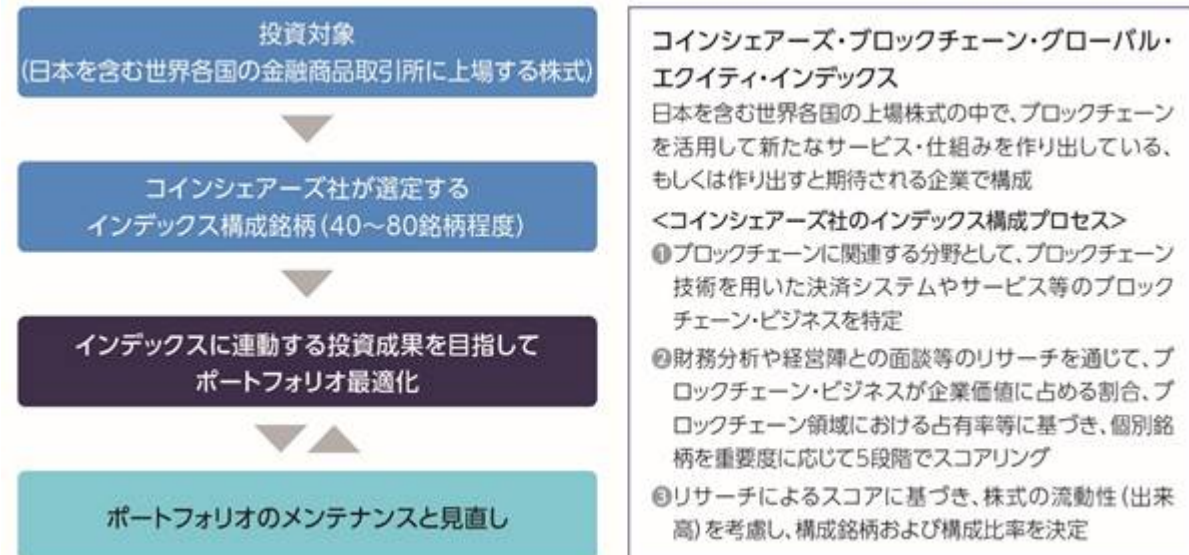 投資対象
(日本を含む世界各国の金融商品取引所に上場する株式)
コインシェアーズ社が選定する
インデックス構成銘柄(40～80銘柄程度)
インデックスに連動する投資成果を目指して
ポートフォリオ最適化
ポートフォリオのメンテナンスと見直し
コインシェアーズ・ブロックチェーン・グローバル・
エクイティ・インデックス
日本を含む世界各国の上場株式の中で、ブロックチェーン
を活用して新たなサービス・仕組みを作り出している、
もしくは作り出すと期待される企業で構成
<コインシェアーズ社のインデックス構成プロセス>
❶ブロックチェーンに関連する分野として、ブロックチェーン
技術を用いた決済システムやサービス等のブロック
チェーン・ビジネスを特定
❷財務分析や経営陣との面談等のリサーチを通じて、ブ
ロックチェーン・ビジネスが企業価値に占める割合、ブ
ロックチェーン領域における占有率等に基づき、個別銘
柄を重要度に応じて5段階でスコアリング
❸リサーチによるスコアに基づき、株式の流動性(出来
高)を考慮し、構成銘柄および構成比率を決定